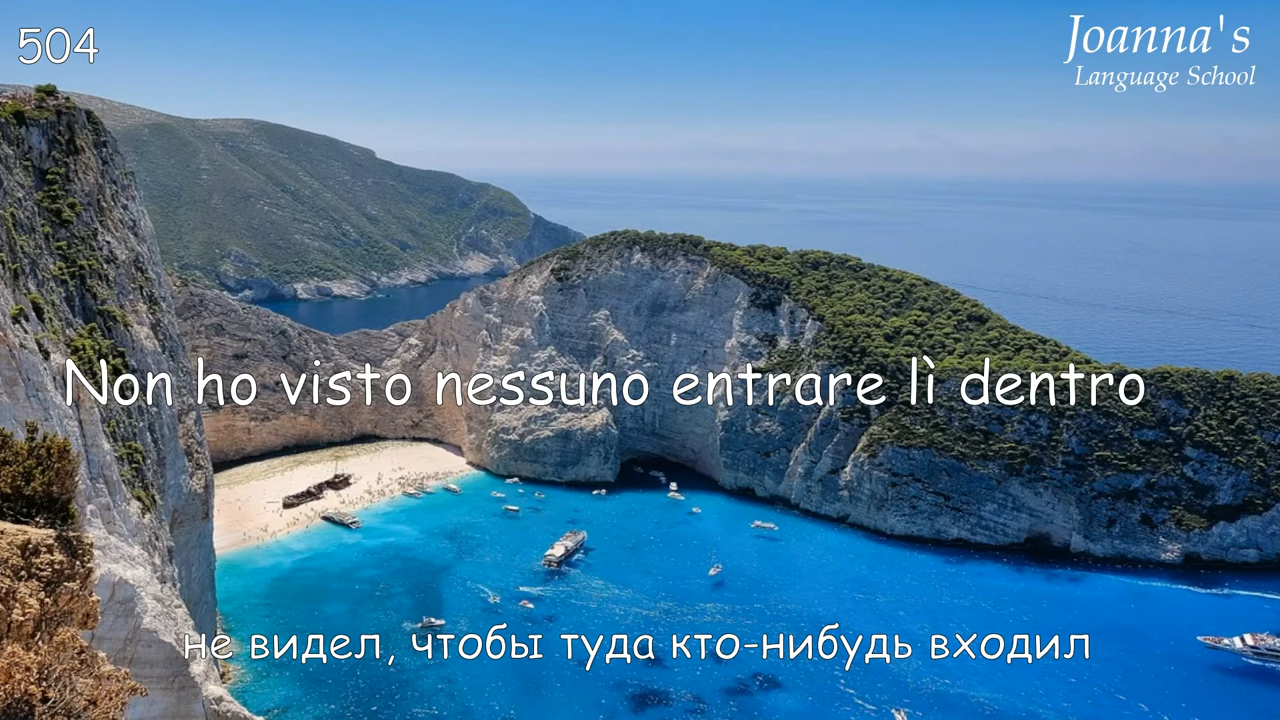 504
Joanna's
Language School
Non ho visto nessuno entrare lì dentro
не видел, чтобы туда кто-нибудь входил